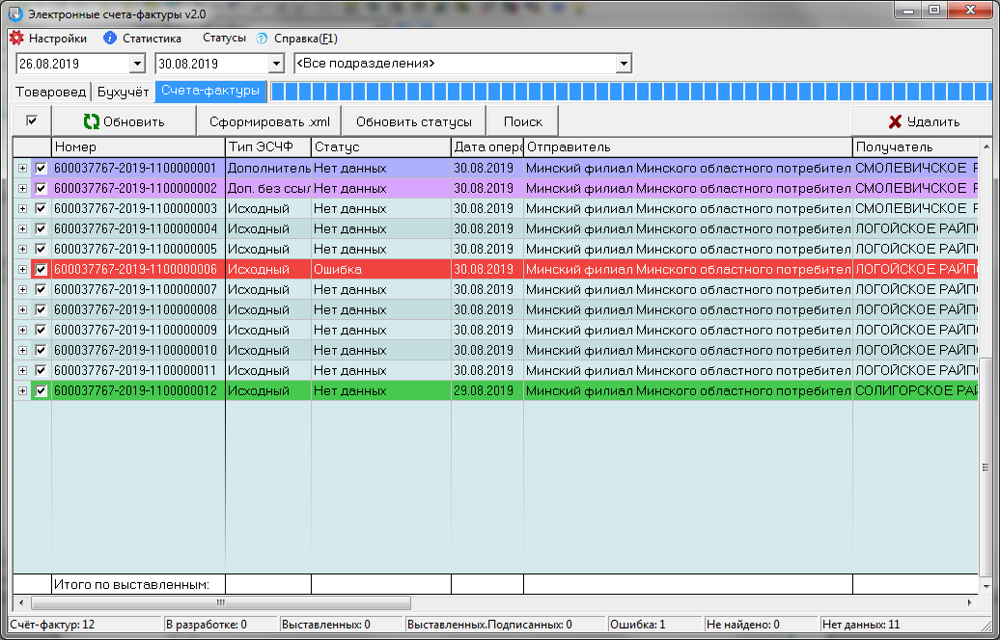 Электронные счета-фактуры v2.0
Настройки Статистика Статусы Справка(F1)
26.08.2019 30.08.2019 <Все подразделения>
Товаровед Бухучёт Счета-фактуры
Обновить Сформировать .xml Обновить статусы Поиск Удалить
Номер Тип ЭСЧФ Статус Дата опера Отправитель Получатель
600037767-2019-1100000001 Дополнитель Нет данных 30.08.2019 Минский филиал Минского областного потребител СМОЛЕВИЧСКОЕ Р
600037767-2019-1100000002 Доп. без ссыл Нет данных 30.08.2019 Минский филиал Минского областного потребител СМОЛЕВИЧСКОЕ Р
600037767-2019-1100000003 Исходный Нет данных 30.08.2019 Минский филиал Минского областного потребител СМОЛЕВИЧСКОЕ Р
600037767-2019-1100000004 Исходный Нет данных 30.08.2019 Минский филиал Минского областного потребител ЛОГОЙСКОЕ РАЙПО
600037767-2019-1100000005 Исходный Нет данных 30.08.2019 Минский филиал Минского областного потребител ЛОГОЙСКОЕ РАЙПО
600037767-2019-1100000006 Исходный Ошибка 30.08.2019 Минский филиал Минского областного потребител ЛОГОЙСКОЕ РАЙПО
600037767-2019-1100000007 Исходный Нет данных 30.08.2019 Минский филиал Минского областного потребител ЛОГОЙСКОЕ РАЙПО
600037767-2019-1100000008 Исходный Нет данных 30.08.2019 Минский филиал Минского областного потребител ЛОГОЙСКОЕ РАЙПО
600037767-2019-1100000009 Исходный Нет данных 30.08.2019 Минский филиал Минского областного потребител ЛОГОЙСКОЕ РАЙПО
600037767-2019-1100000010 Исходный Нет данных 30.08.2019 Минский филиал Минского областного потребител ЛОГОЙСКОЕ РАЙПО
600037767-2019-1100000011 Исходный Нет данных 30.08.2019 Минский филиал Минского областного потребител ЛОГОЙСКОЕ РАЙПО
600037767-2019-1100000012 Исходный Нет данных 29.08.2019 Минский филиал Минского областного потребител СОЛИГОРСКОЕ РАЙ
Итого по выставленным:
Счёт-фактур: 12 В разработке: 0 Выставленных: 0 Выставленных.Подписанных: 0 Ошибка: 1 Не найдено: 0 Нет данных: 11